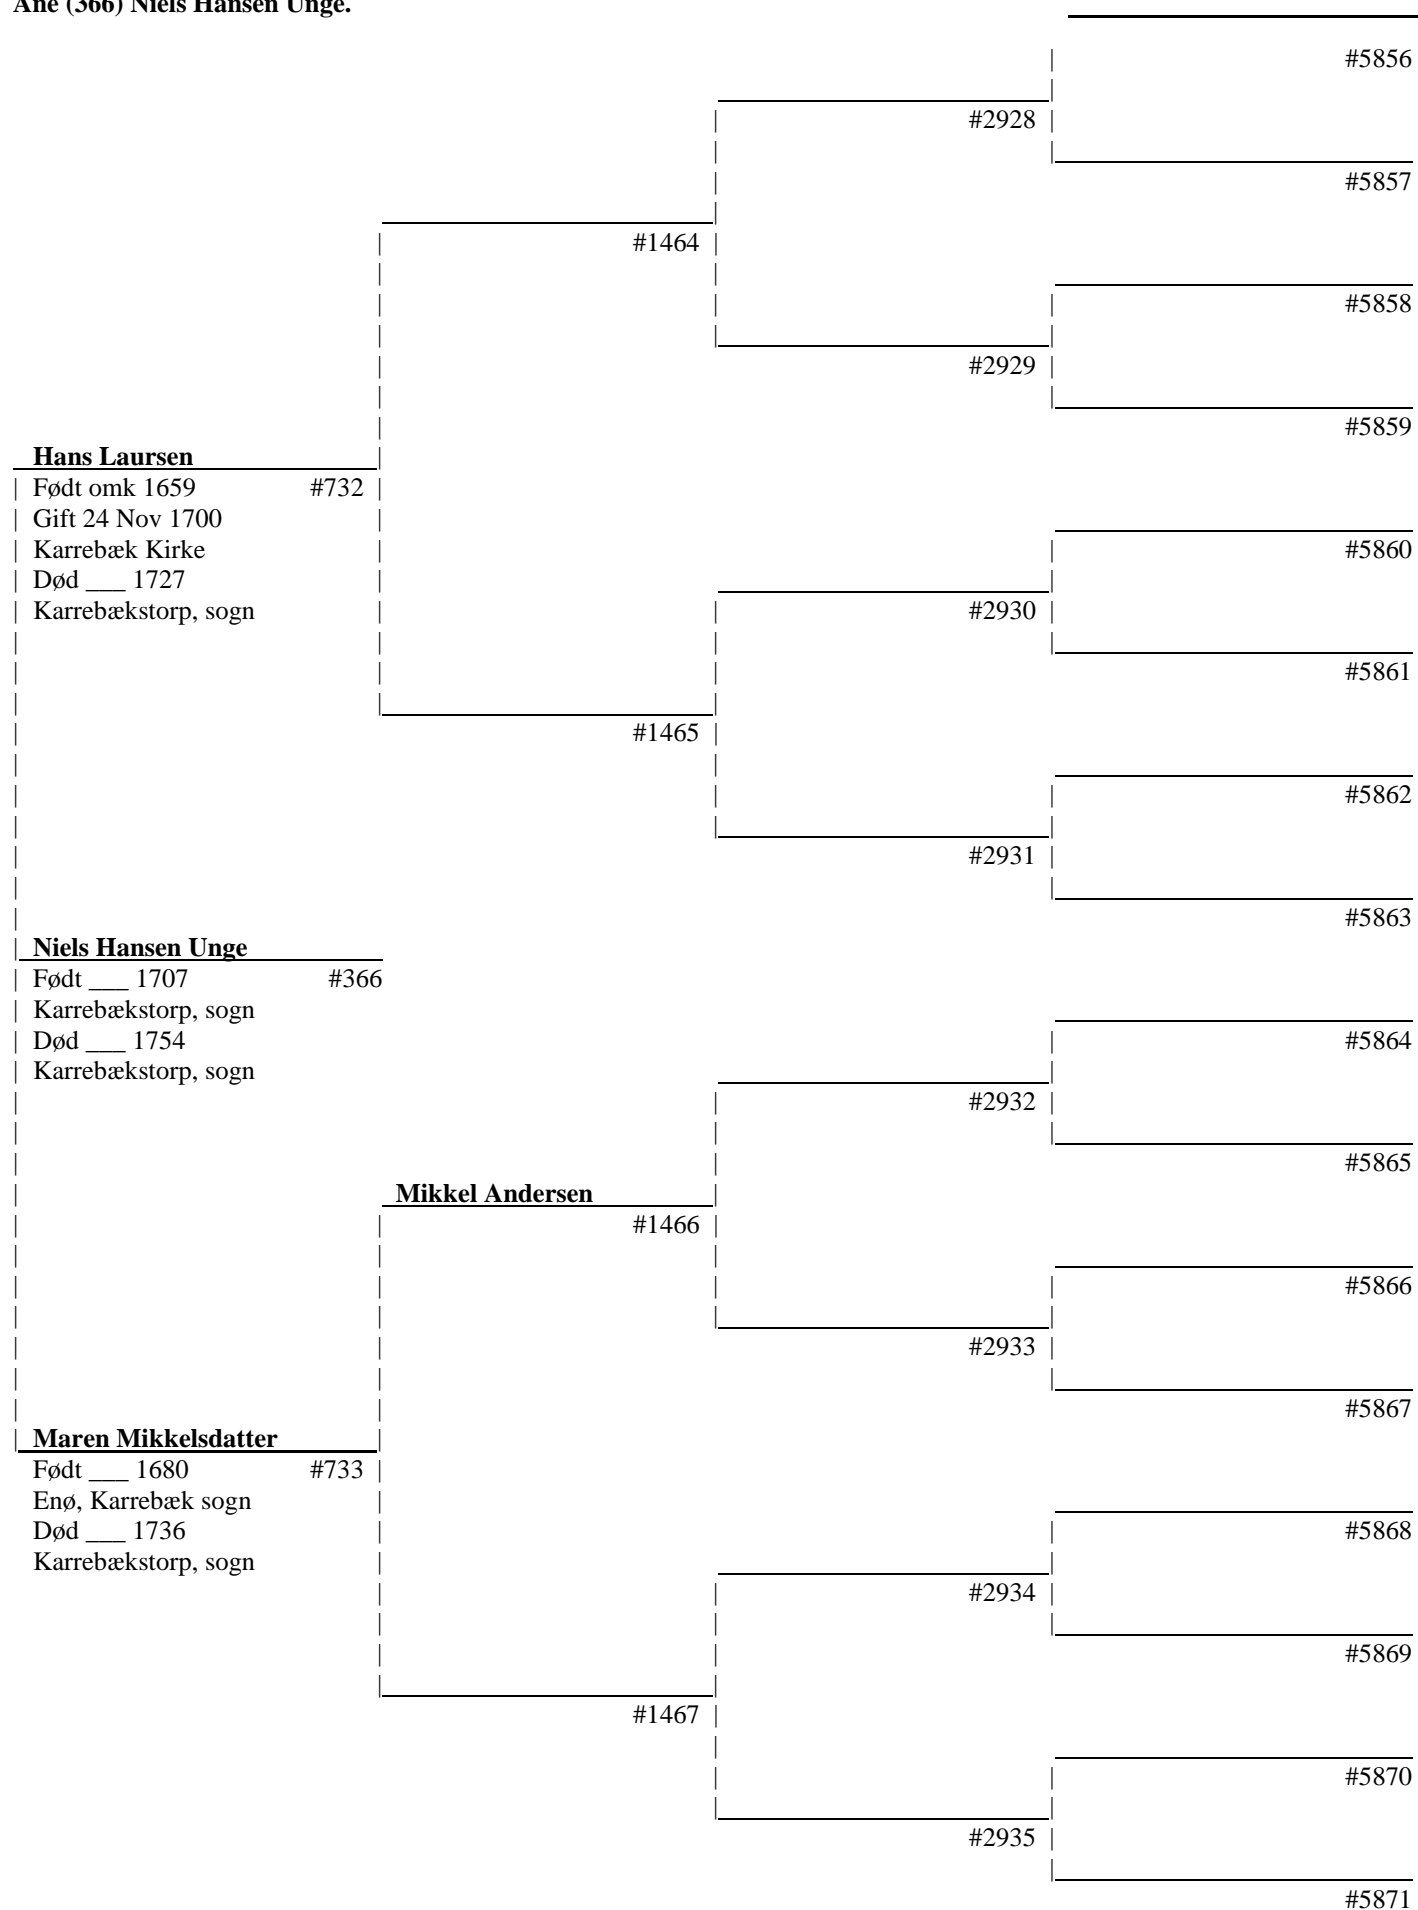 Ane (366) Niels Hansen Unge.
#5856
#2928
#5857
#1464
#5858
#2929
#5859
Hans Laursen
Født omk 1659 #732
Gift 24 Nov 1700
#5860
Karrebæk Kirke
Død ___ 1727
Karrebækstorp, sogn
#2930
#5861
#1465
#5862
#2931
#5863
Niels Hansen Unge
Født ___ 1707 #366
Karrebækstorp, sogn
Død ___ 1754
#5864
Karrebækstorp, sogn
#2932
#5865
Mikkel Andersen
#1466
#5866
#2933
#5867
Maren Mikkelsdatter
Født ___ 1680 #733
Enø, Karrebæk sogn
Død ___ 1736
#5868
Karrebækstorp, sogn
#2934
#5869
#1467
#5870
#2935
#5871